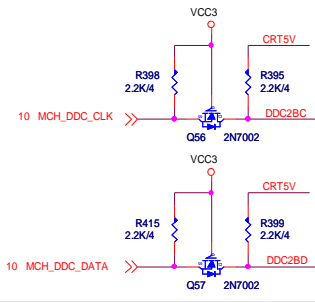 VCC3
CRT5V
R398
2.2K/4
R395
2.2K/4
10 MCH_DDC_CLK
DDC2BC
Q56 2N7002
VCC3
CRT5V
R415
2.2K/4
R399
2.2K/4
10 MCH_DDC_DATA
DDC2BD
Q57 2N7002